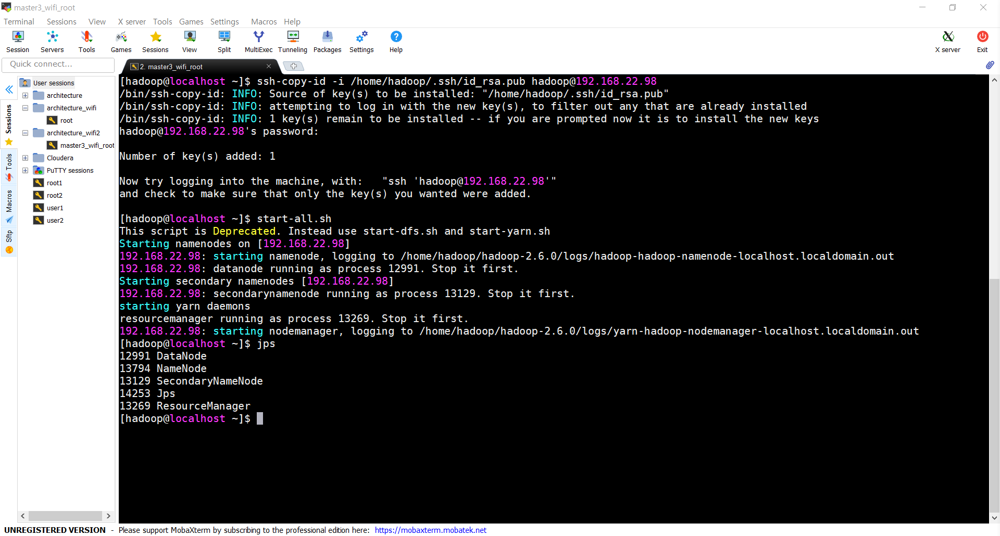 master3_wifi_root
Terminal Sessions View X server Tools Games Settings Macros Help
Session Servers Tools Games Sessions View Split MultiExec Tunneling Packages Settings Help X server Exit
Quick connect...
2. master3_wifi_root
Sessions
Tools
Macros
Sftp
User sessions
architecture
architecture_wifi
root
architecture_wifi2
master3_wifi_root
Cloudera
PuTTY sessions
root1
root2
user1
user2
[hadoop@localhost ~]$ ssh-copy-id -i /home/hadoop/.ssh/id_rsa.pub hadoop@192.168.22.98
/bin/ssh-copy-id: INFO: Source of key(s) to be installed: "/home/hadoop/.ssh/id_rsa.pub"
/bin/ssh-copy-id: INFO: attempting to log in with the new key(s), to filter out any that are already installed
/bin/ssh-copy-id: INFO: 1 key(s) remain to be installed -- if you are prompted now it is to install the new keys
hadoop@192.168.22.98's password:
Number of key(s) added: 1
Now try logging into the machine, with:   "ssh 'hadoop@192.168.22.98'"
and check to make sure that only the key(s) you wanted were added.
[hadoop@localhost ~]$ start-all.sh
This script is Deprecated. Instead use start-dfs.sh and start-yarn.sh
Starting namenodes on [192.168.22.98]
192.168.22.98: starting namenode, logging to /home/hadoop/hadoop-2.6.0/logs/hadoop-hadoop-namenode-localhost.localdomain.out
192.168.22.98: datanode running as process 12991. Stop it first.
Starting secondary namenodes [192.168.22.98]
192.168.22.98: secondarynamenode running as process 13129. Stop it first.
starting yarn daemons
resourcemanager running as process 13269. Stop it first.
192.168.22.98: starting nodemanager, logging to /home/hadoop/hadoop-2.6.0/logs/yarn-hadoop-nodemanager-localhost.localdomain.out
[hadoop@localhost ~]$ jps
12991 DataNode
13794 NameNode
13129 SecondaryNameNode
14253 Jps
13269 ResourceManager
[hadoop@localhost ~]$
UNREGISTERED VERSION - Please support MobaXterm by subscribing to the professional edition here: https://mobaxterm.mobatek.net